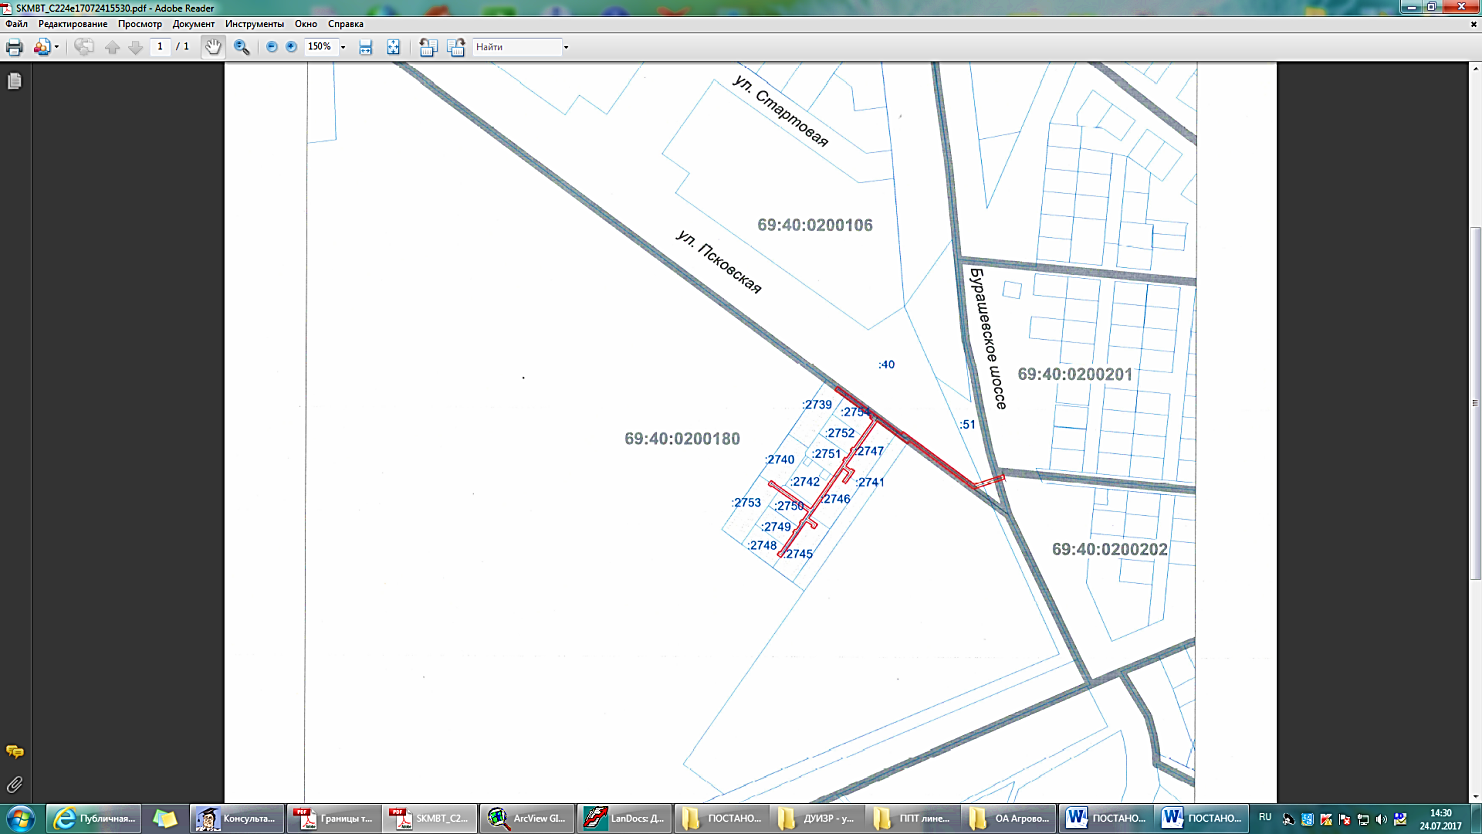 SKMBT_C224e17072415530.pdf - Adobe Reader
Файл Редактирование Просмотр Документ Инструменты Окно Справка
1 / 1 150% Найти
ул. Стартовая
69:40:0200106
ул. Псковская
Бурашевское шоссе
:40
69:40:0200201
:2739
:2754
:51
69:40:0200180
:2752
:2751
:2747
:2740
:2742
:2741
:2753
:2750
:2746
:2749
:2748
:2745
69:40:0200202
Публичная...
Консульта...
Границы т...
SKMBT_C2...
ArcView GI...
LanDocs: Д...
ПОСТАНО...
ДУИЗР - у...
ППТ лине...
ОА Агрово...
ПОСТАНО...
ПОСТАНО...
RU
14:30
24.07.2017